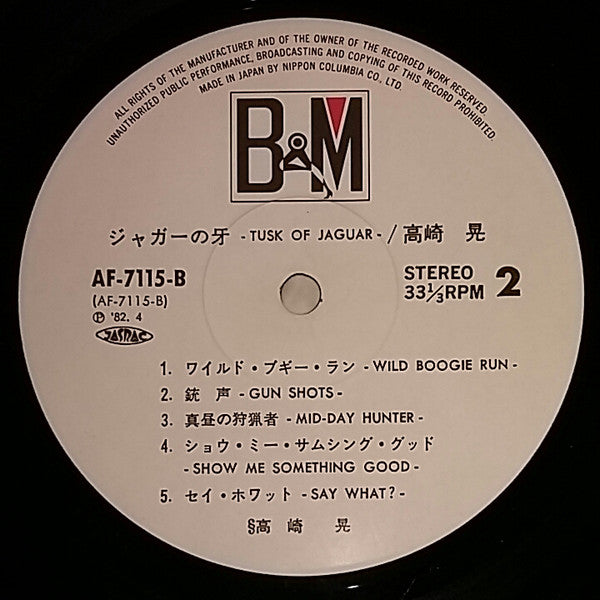 ALL RIGHTS OF THE MANUFACTURER AND OF THE OWNER OF THE RECORDED WORK RESERVED.
UNAUTHORIZED PUBLIC PERFORMANCE, BROADCASTING AND COPYING OF THIS RECORD PROHIBITED.
MADE IN JAPAN BY NIPPON COLUMBIA CO., LTD.
B&M
ジャガーの牙 -TUSK OF JAGUAR- / 高崎 晃
AF-7115-B
(AF-7115-B)
Ⓟ '82. 4
JASRAC
STEREO
33⅓RPM
2
1. ワイルド・ブギー・ラン -WILD BOOGIE RUN-
2. 銃 声 -GUN SHOTS-
3. 真昼の狩猟者 -MID-DAY HUNTER-
4. ショウ・ミー・サムシング・グッド
-SHOW ME SOMETHING GOOD-
5. セイ・ホワット -SAY WHAT?-
§高 崎 晃